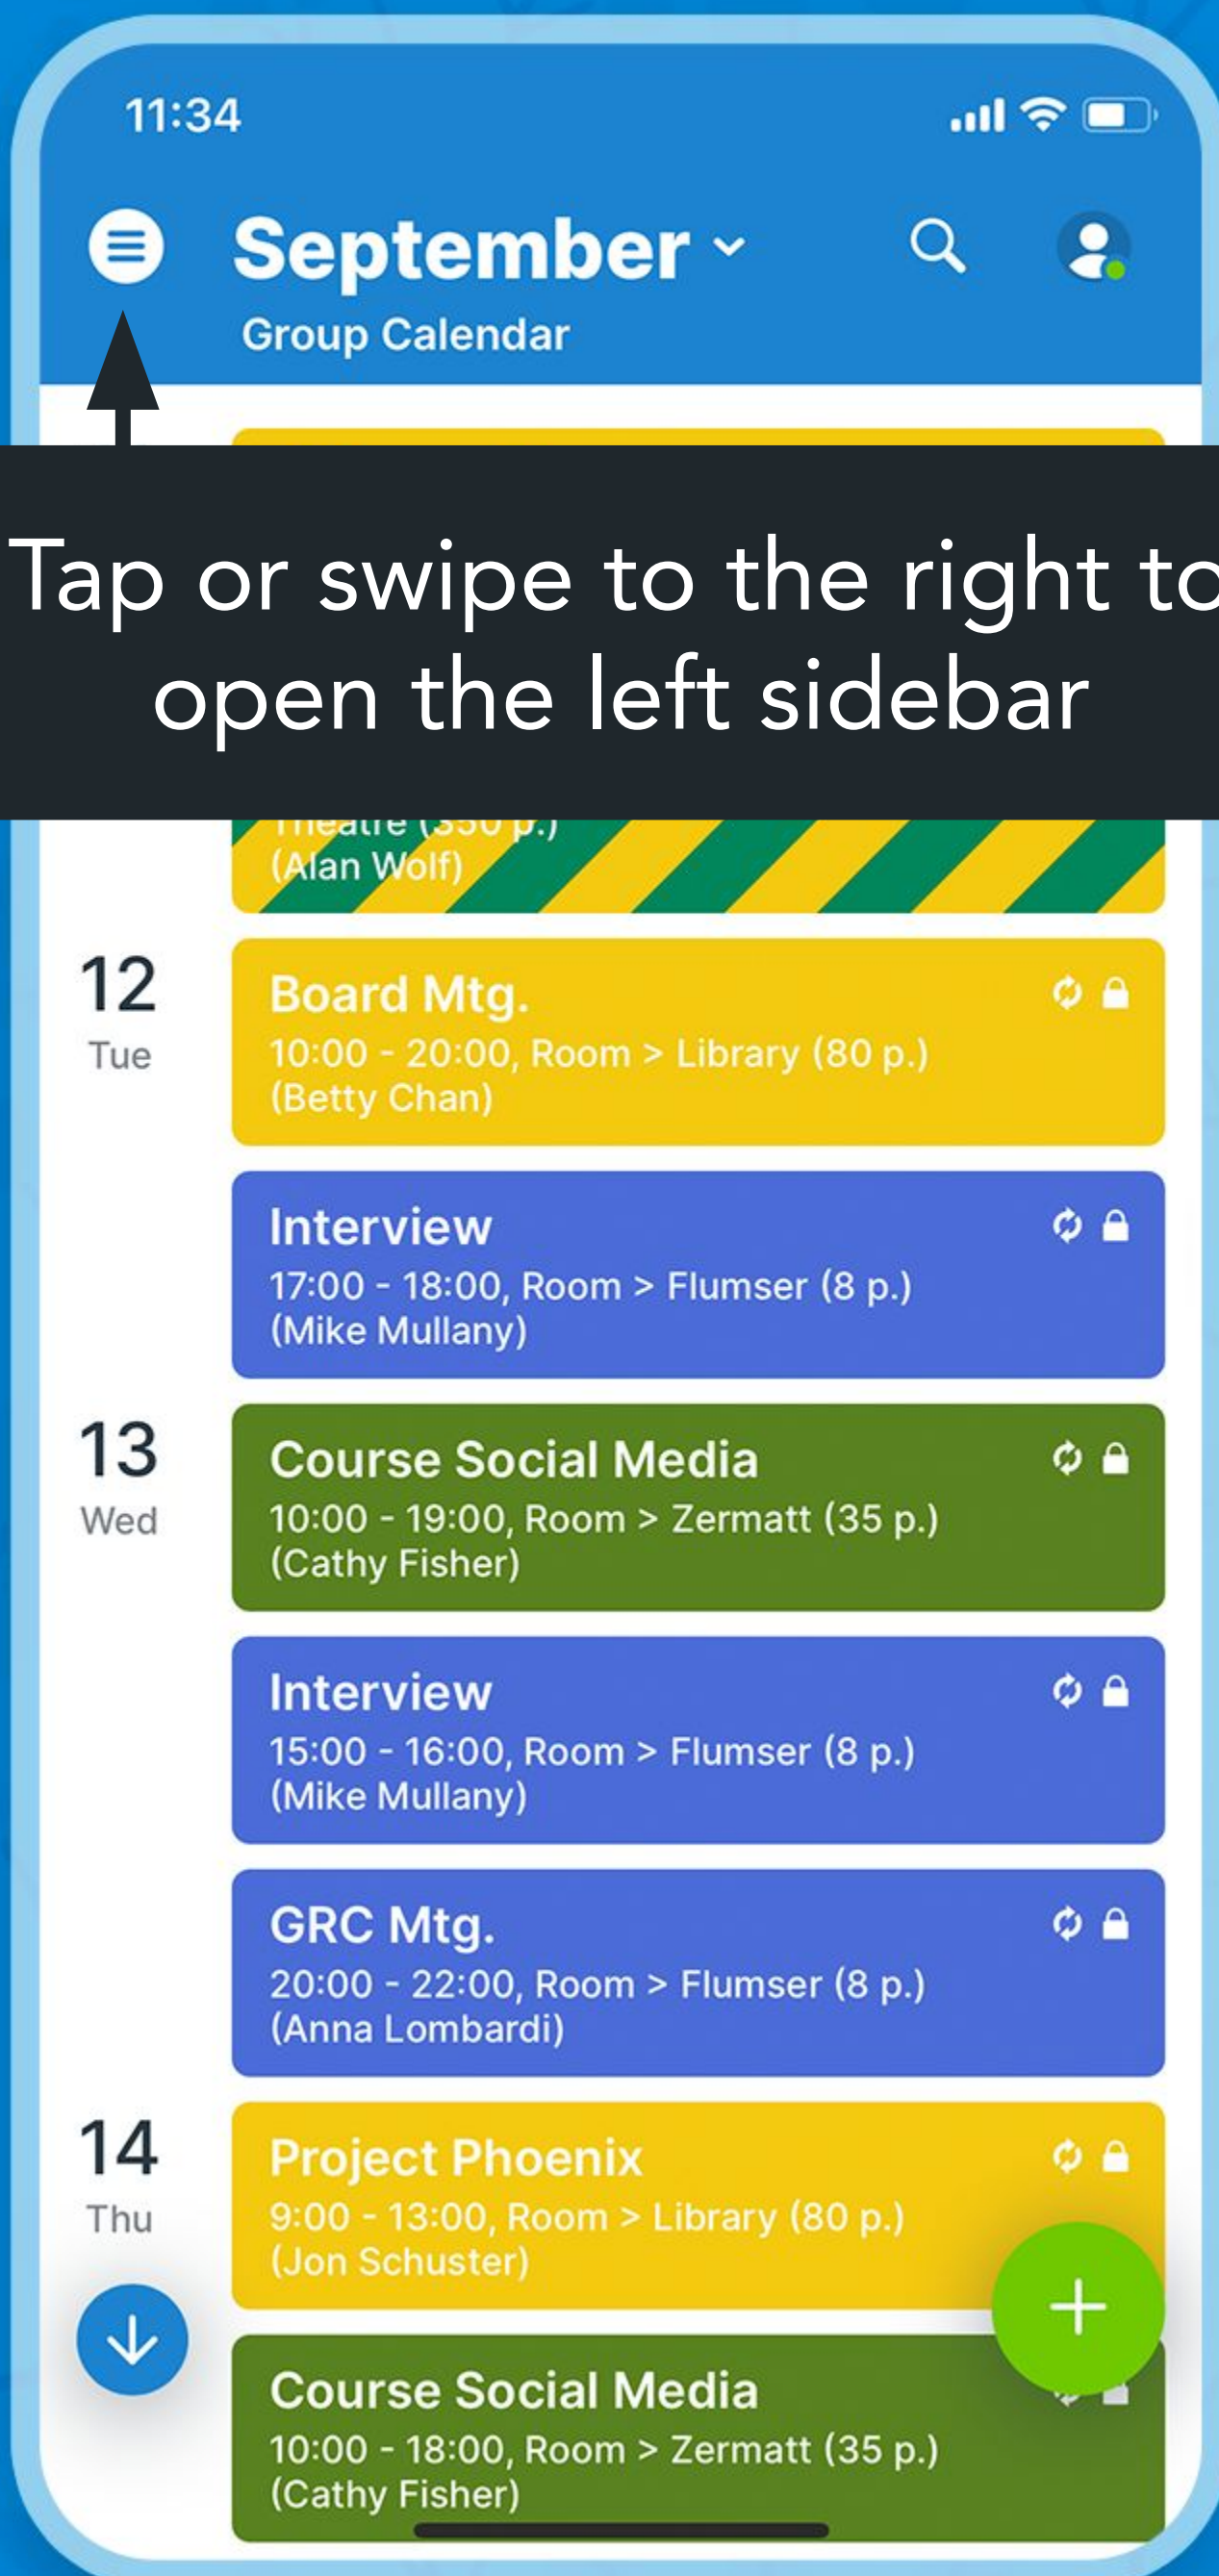 11:34
September
Group Calendar
Tap or swipe to the right to
open the left sidebar
Theatre (350 p.)
(Alan Wolf)
12
Tue
Board Mtg.
10:00 - 20:00, Room > Library (80 p.)
(Betty Chan)
Interview
17:00 - 18:00, Room > Flumser (8 p.)
(Mike Mullany)
13
Wed
Course Social Media
10:00 - 19:00, Room > Zermatt (35 p.)
(Cathy Fisher)
Interview
15:00 - 16:00, Room > Flumser (8 p.)
(Mike Mullany)
GRC Mtg.
20:00 - 22:00, Room > Flumser (8 p.)
(Anna Lombardi)
14
Thu
Project Phoenix
9:00 - 13:00, Room > Library (80 p.)
(Jon Schuster)
Course Social Media
10:00 - 18:00, Room > Zermatt (35 p.)
(Cathy Fisher)